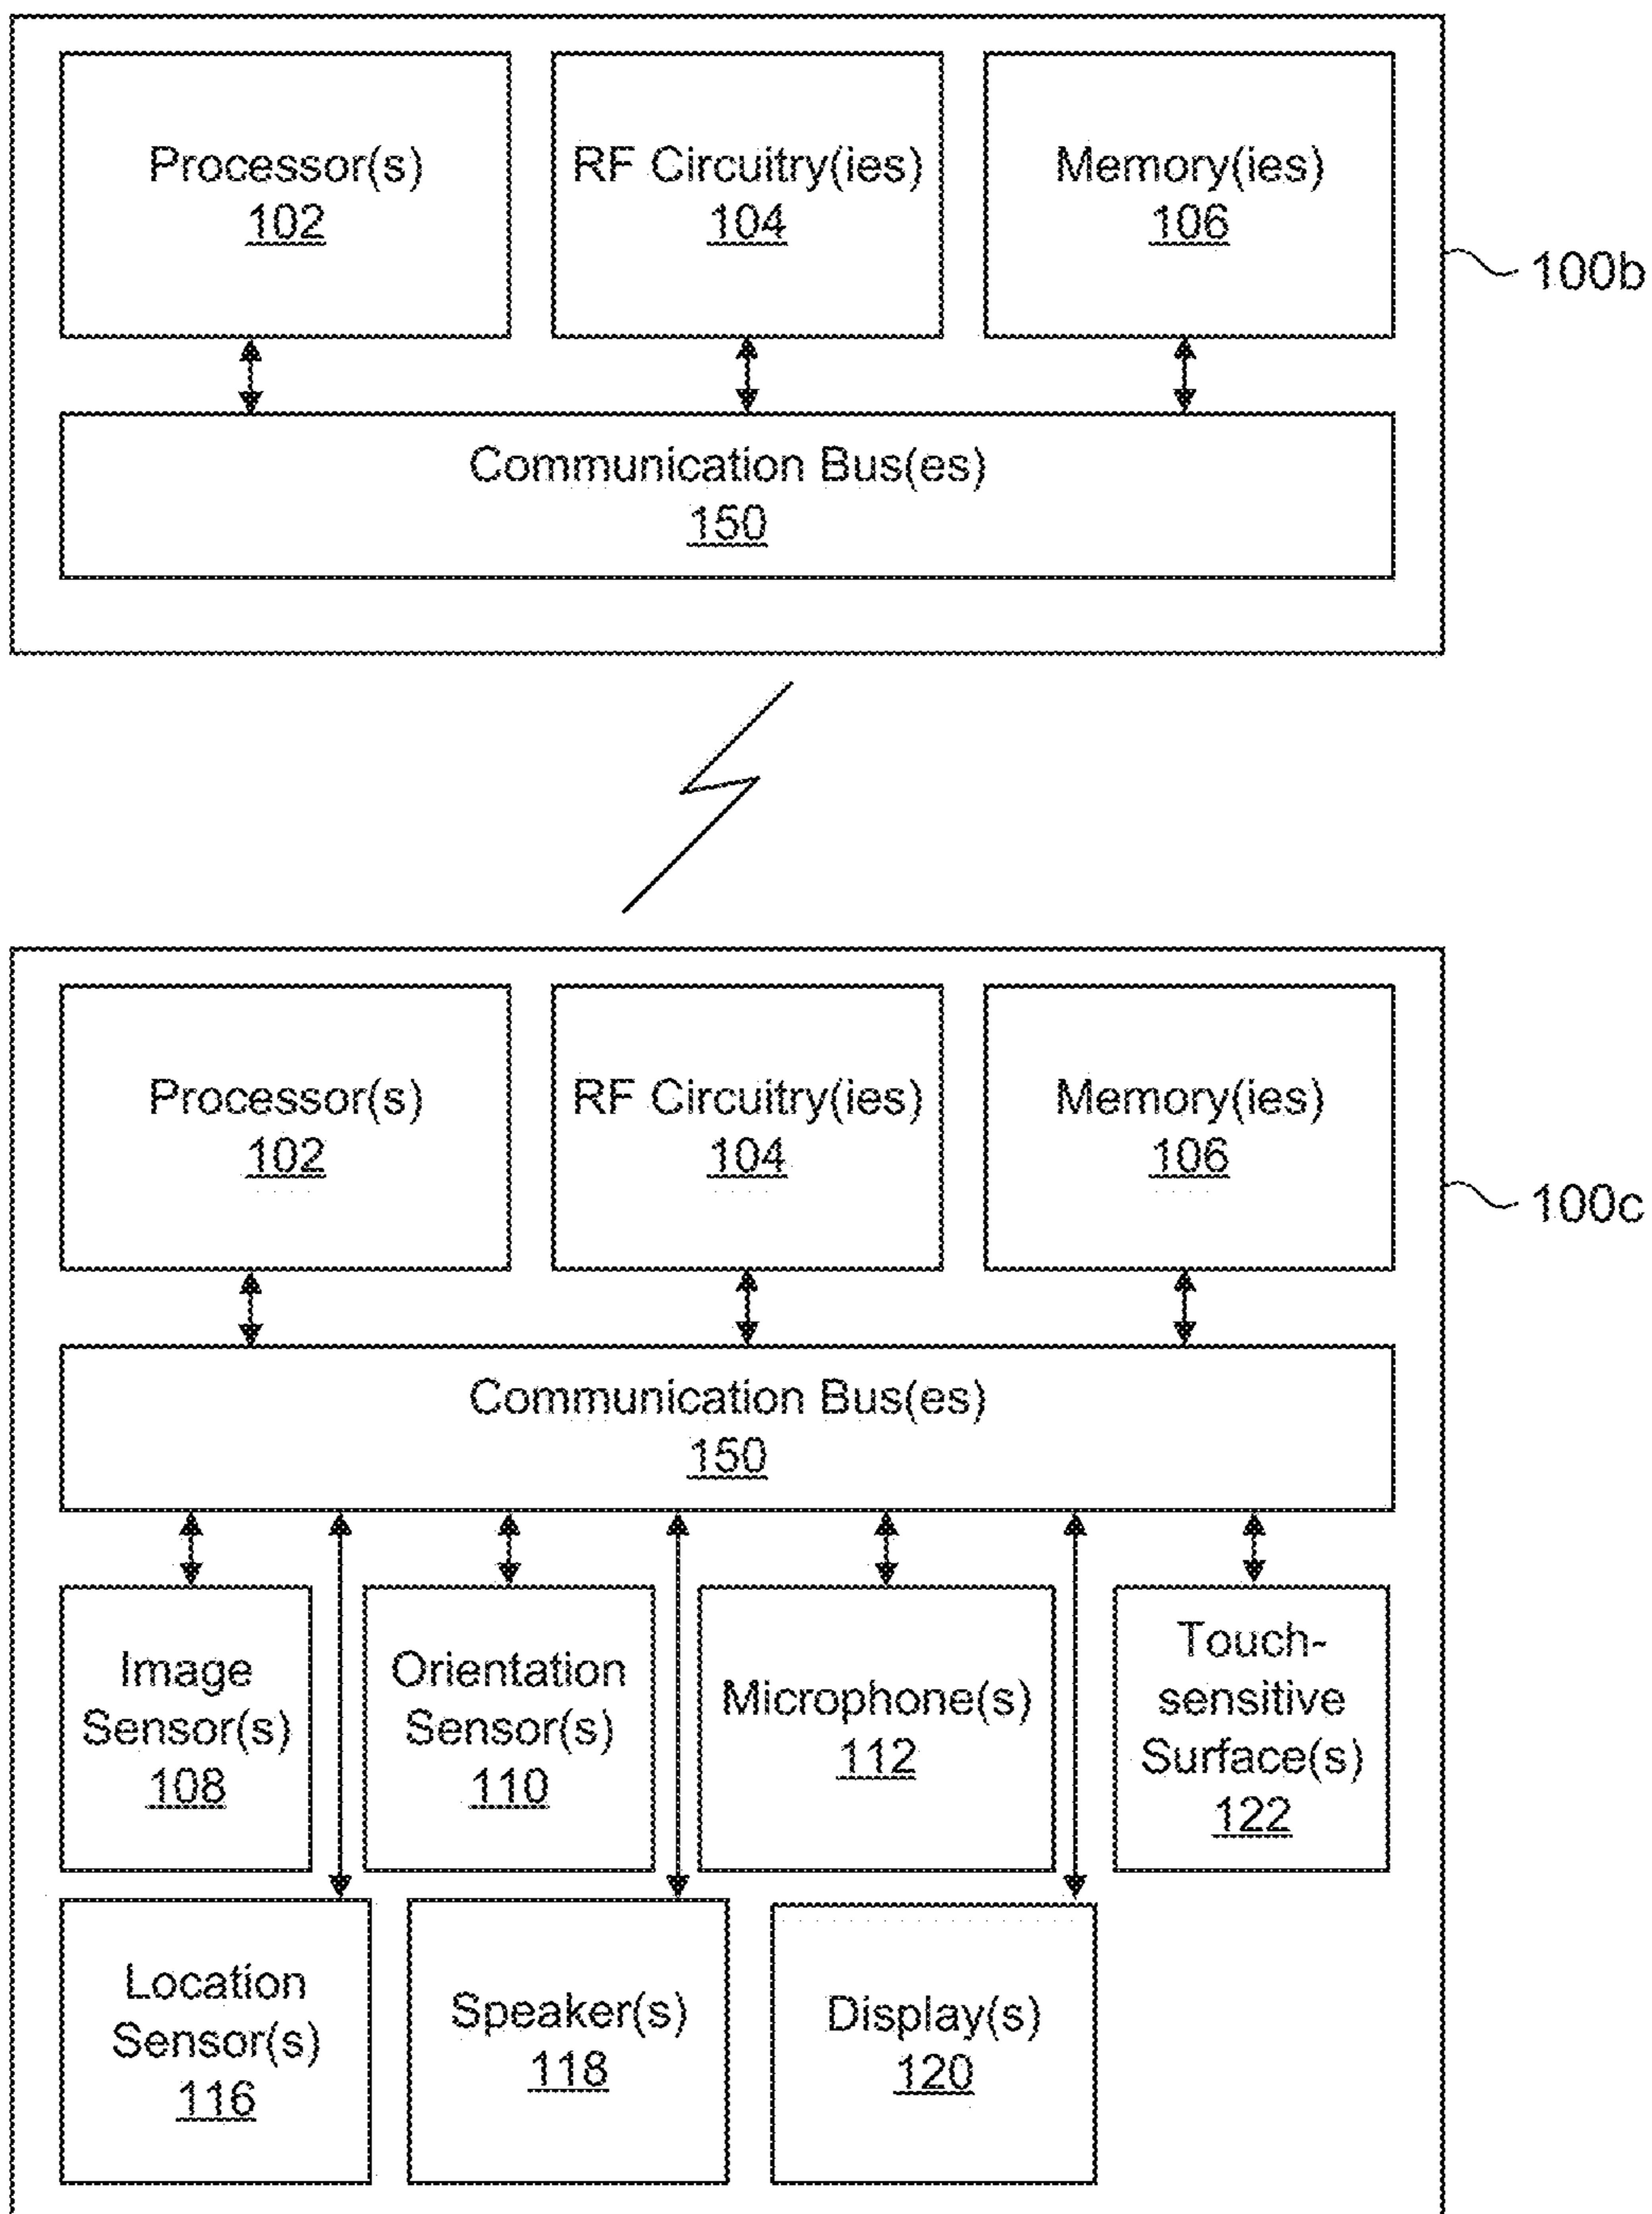 Processor(s)
102
RF Circuitry(ies)
104
Memory(ies)
106
100b
Communication Bus(es)
150
Processor(s)
102
RF Circuitry(ies)
104
Memory(ies)
106
100c
Communication Bus(es)
150
Image
Sensor(s)
108
Orientation
Sensor(s)
110
Microphone(s)
112
Touch-
sensitive
Surface(s)
122
Location
Sensor(s)
116
Speaker(s)
118
Display(s)
120